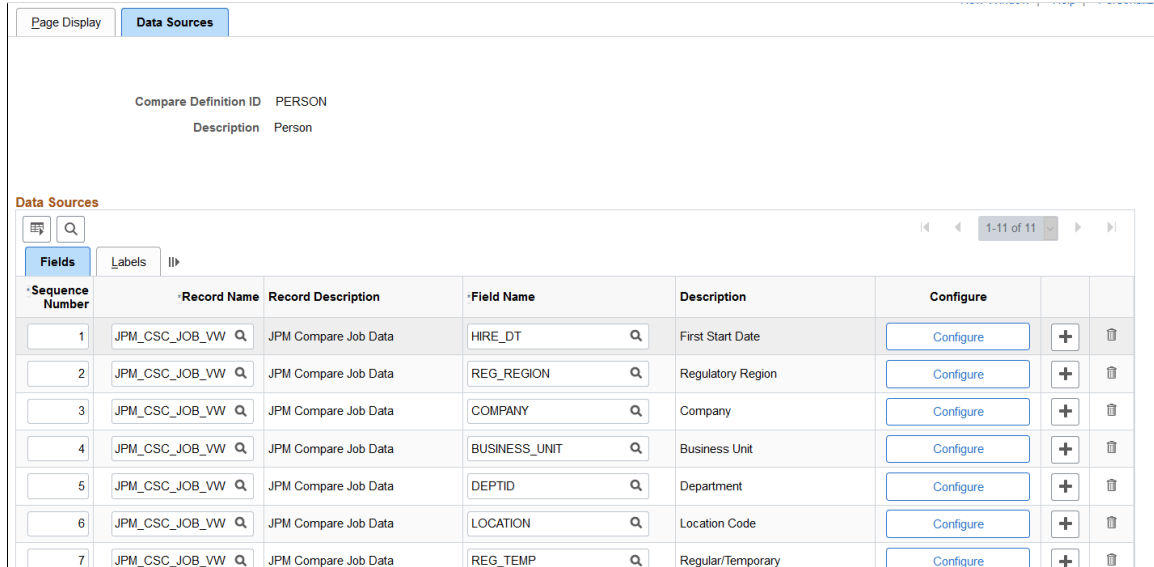 Page Display Data Sources
Compare Definition ID PERSON
Description Person
Data Sources
1-11 of 11
Fields Labels
*Sequence Number *Record Name Record Description *Field Name Description Configure
1 JPM_CSC_JOB_VW JPM Compare Job Data HIRE_DT First Start Date Configure
2 JPM_CSC_JOB_VW JPM Compare Job Data REG_REGION Regulatory Region Configure
3 JPM_CSC_JOB_VW JPM Compare Job Data COMPANY Company Configure
4 JPM_CSC_JOB_VW JPM Compare Job Data BUSINESS_UNIT Business Unit Configure
5 JPM_CSC_JOB_VW JPM Compare Job Data DEPTID Department Configure
6 JPM_CSC_JOB_VW JPM Compare Job Data LOCATION Location Code Configure
7 JPM_CSC_JOB_VW JPM Compare Job Data REG_TEMP Regular/Temporary Configure